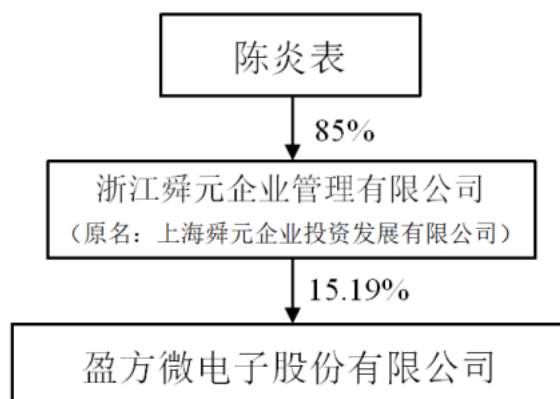 陈炎表
85%
浙江舜元企业管理有限公司
（原名：上海舜元企业投资发展有限公司）
15.19%
盈方微电子股份有限公司